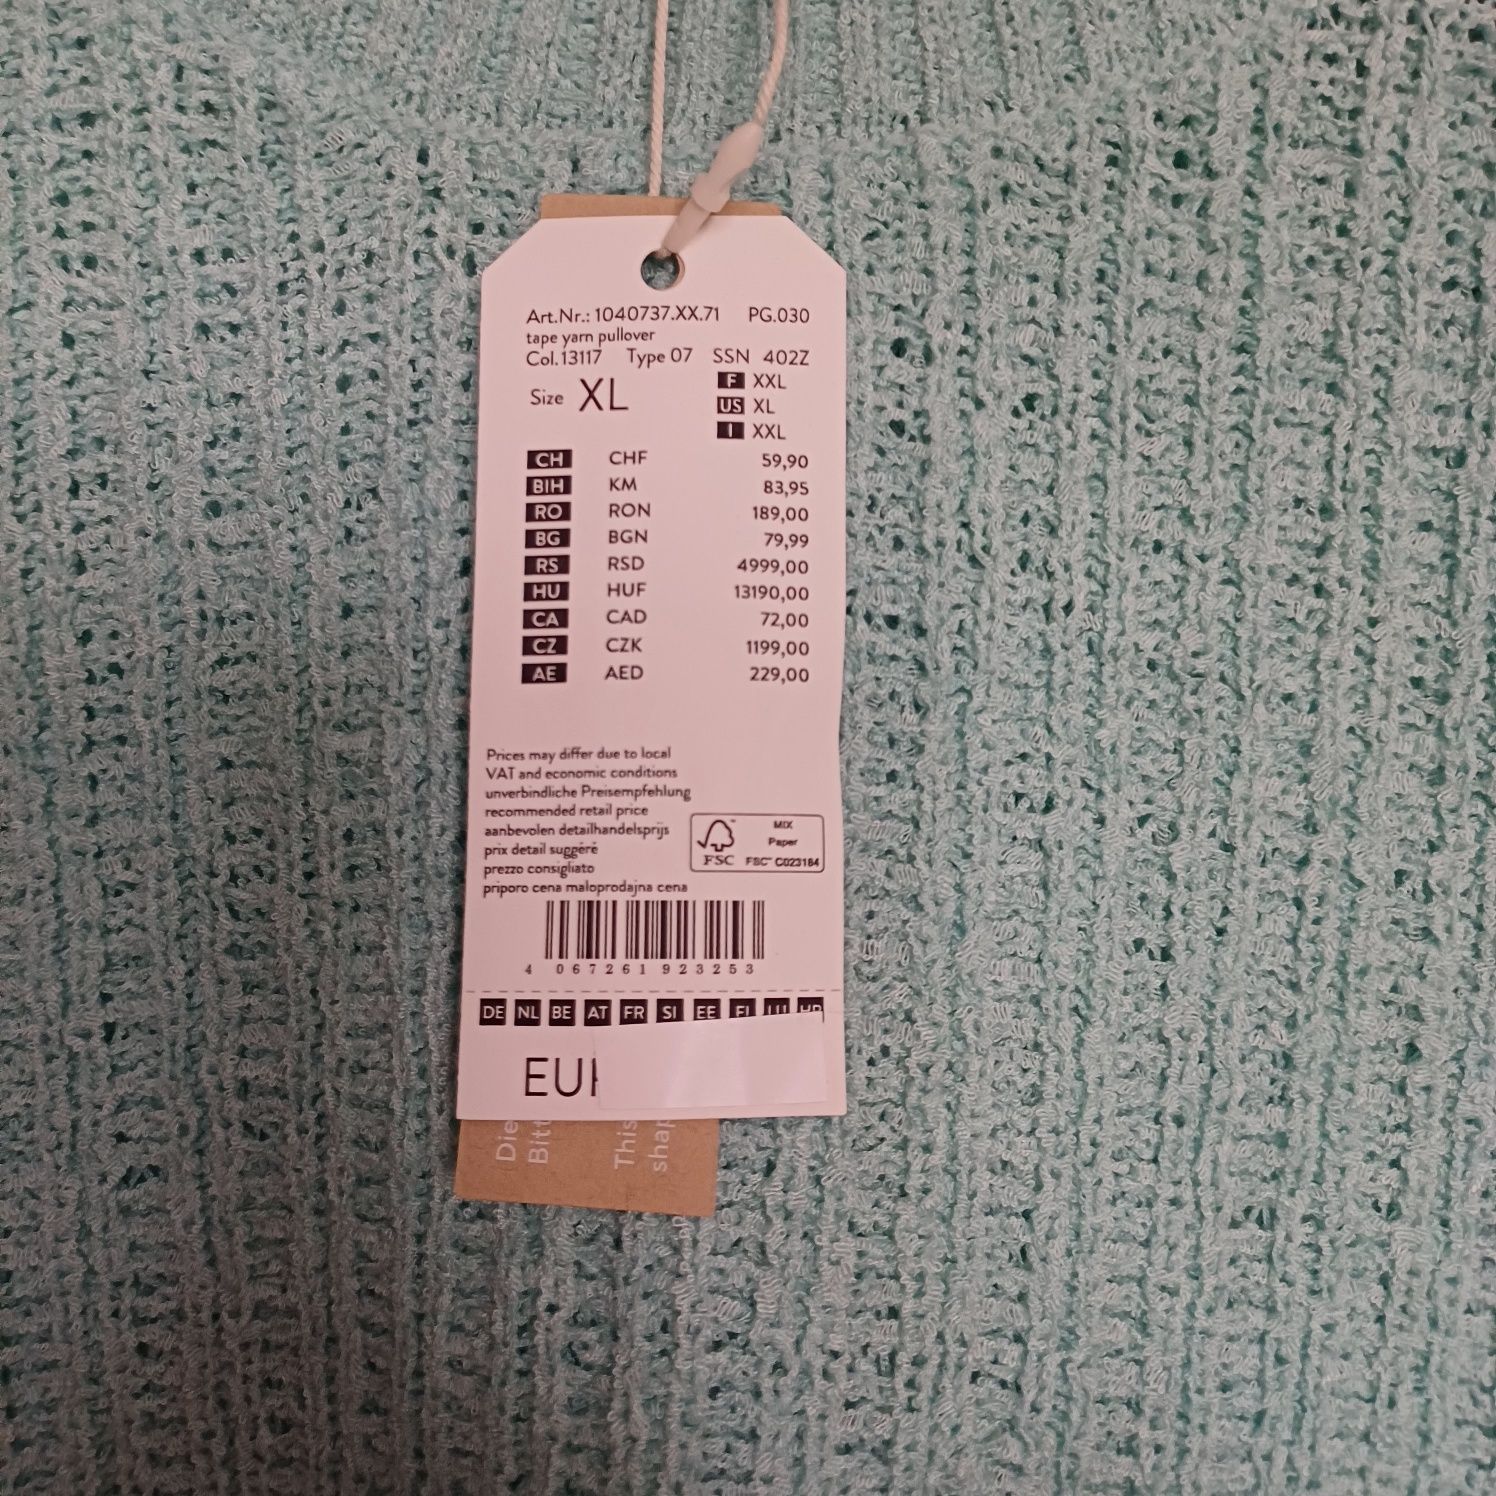 Art.Nr.: 1040737.XX.71 PG.030
tape yarn pullover
Col.13117 Type 07 SSN 402Z
Size XL
F XXL
US XL
I XXL
CH CHF 59,90
BIH KM 83,95
RO RON 189,00
BG BGN 79,99
RS RSD 4999,00
HU HUF 13190,00
CA CAD 72,00
CZ CZK 1199,00
AE AED 229,00
Prices may differ due to local
VAT and economic conditions
unverbindliche Preisempfehlung
recommended retail price
aanbevolen detailhandelsprijs
prix detail suggéré
prezzo consigliato
priporo cena maloprodajna cena
MIX
Paper
FSC FSC™ C023184
4 067261 923253
DE NL BE AT FR SI EE
Die
This